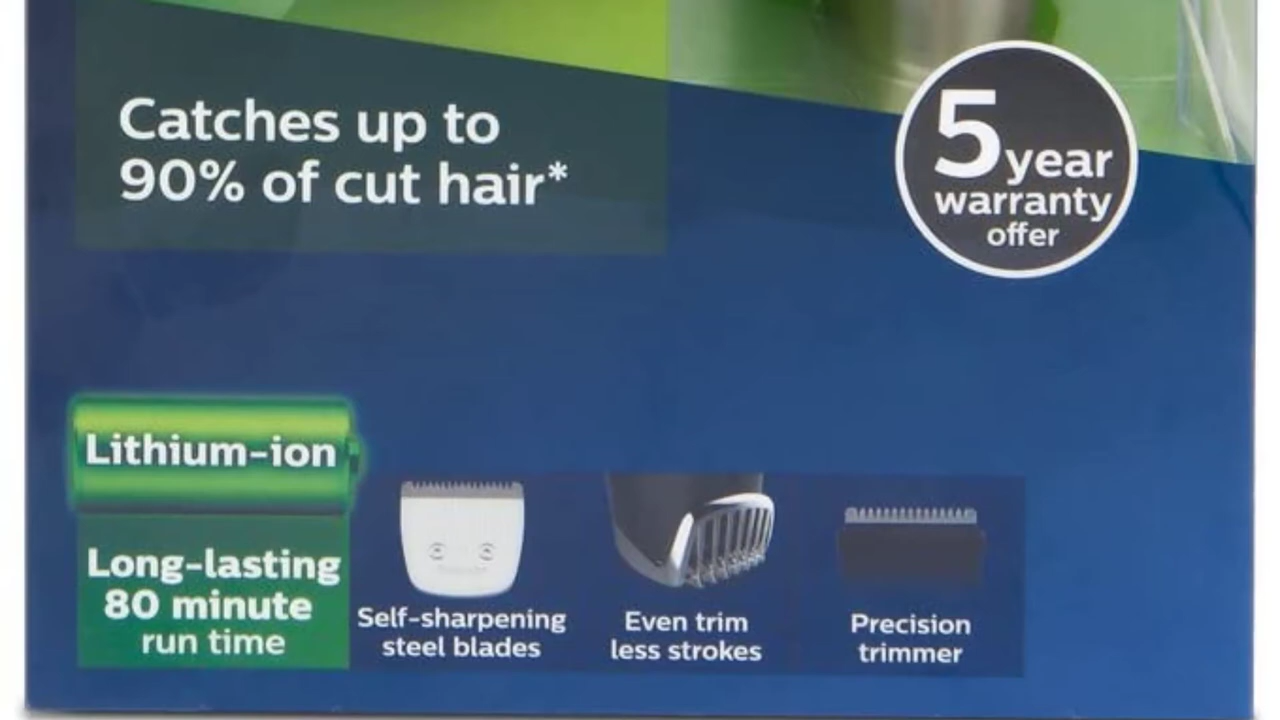 Catches up to
90% of cut hair*
5 year
warranty
offer
Lithium-ion
Long-lasting
80 minute
run time
Self-sharpening
steel blades
Even trim
less strokes
Precision
trimmer